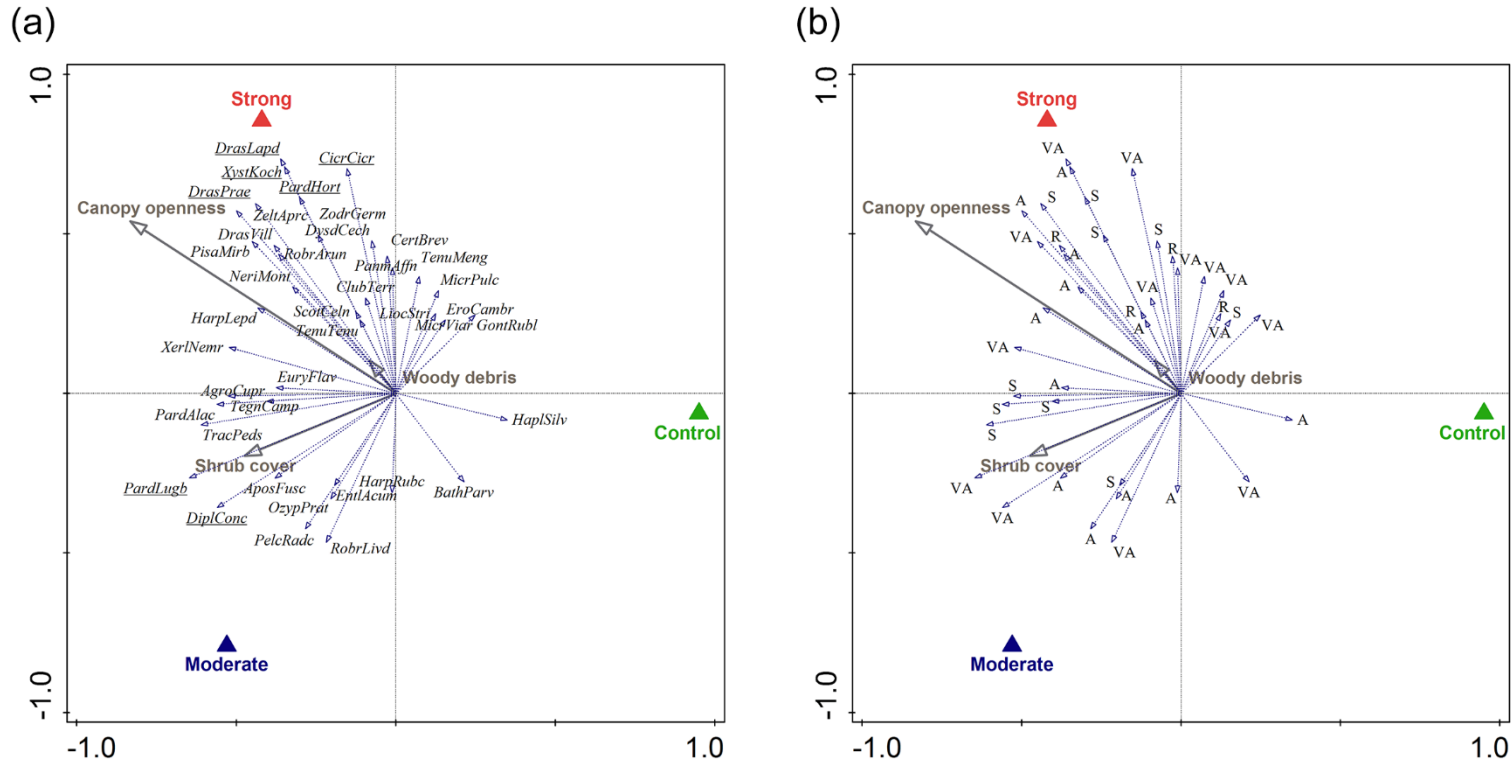 (a)
1.0
Strong
DrasLapd
CicrCicr
XystKoch
DrasPrae
PardHort
Canopy openness
ZeltAprc
ZodrGerm
DrasVill
DysdCech
CertBrev
PisaMirb
RobrArun
PanmAffn
TenuMeng
NeriMont
ClubTerr
MicrPulc
HarpLepd
ScotCeln
LiocStri
EroCambr
TenuTenu
MicrViar
GontRubl
XerlNemr
Woody debris
EuryFlav
AgroCupr
TegnCamp
PardAlac
HaplSilv
TracPeds
Control
Shrub cover
PardLugb
AposFusc
HarpRubc
BathParv
EntlAcum
DiplConc
OzypPrat
PelcRadc
RobrLivd
Moderate
-1.0
-1.0
1.0
(b)
1.0
Strong
VA
VA
A
A
S
S
Canopy openness
VA
R
A
S
S
R
VA
VA
VA
A
VA
A
R
A
R
S
VA
VA
VA
Woody debris
S
A
S
S
S
A
Control
Shrub cover
VA
A
S
A
A
VA
VA
A
VA
Moderate
-1.0
-1.0
1.0